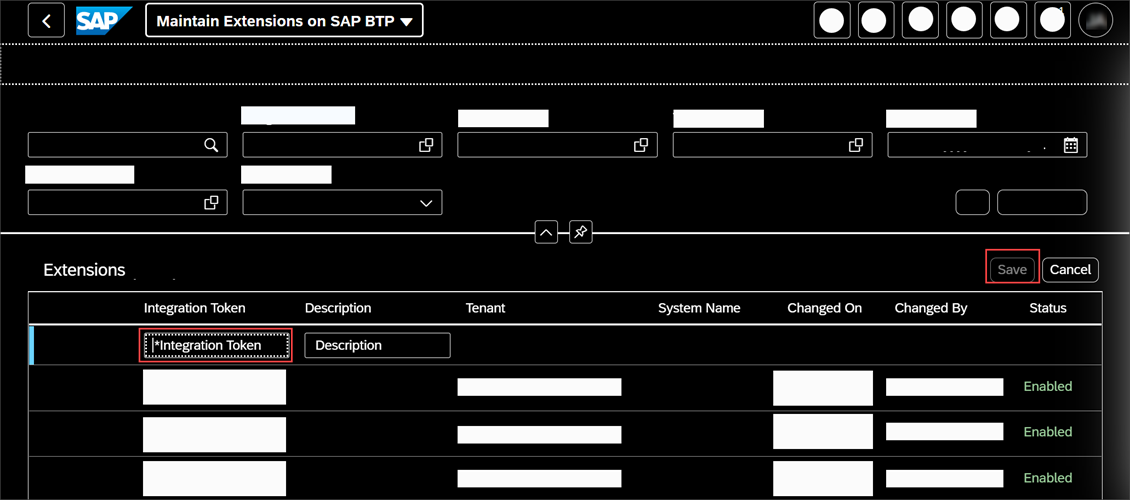 SAP Maintain Extensions on SAP BTP
Extensions
Save Cancel
Integration Token Description Tenant System Name Changed On Changed By Status
*Integration Token Description
Enabled
Enabled
Enabled